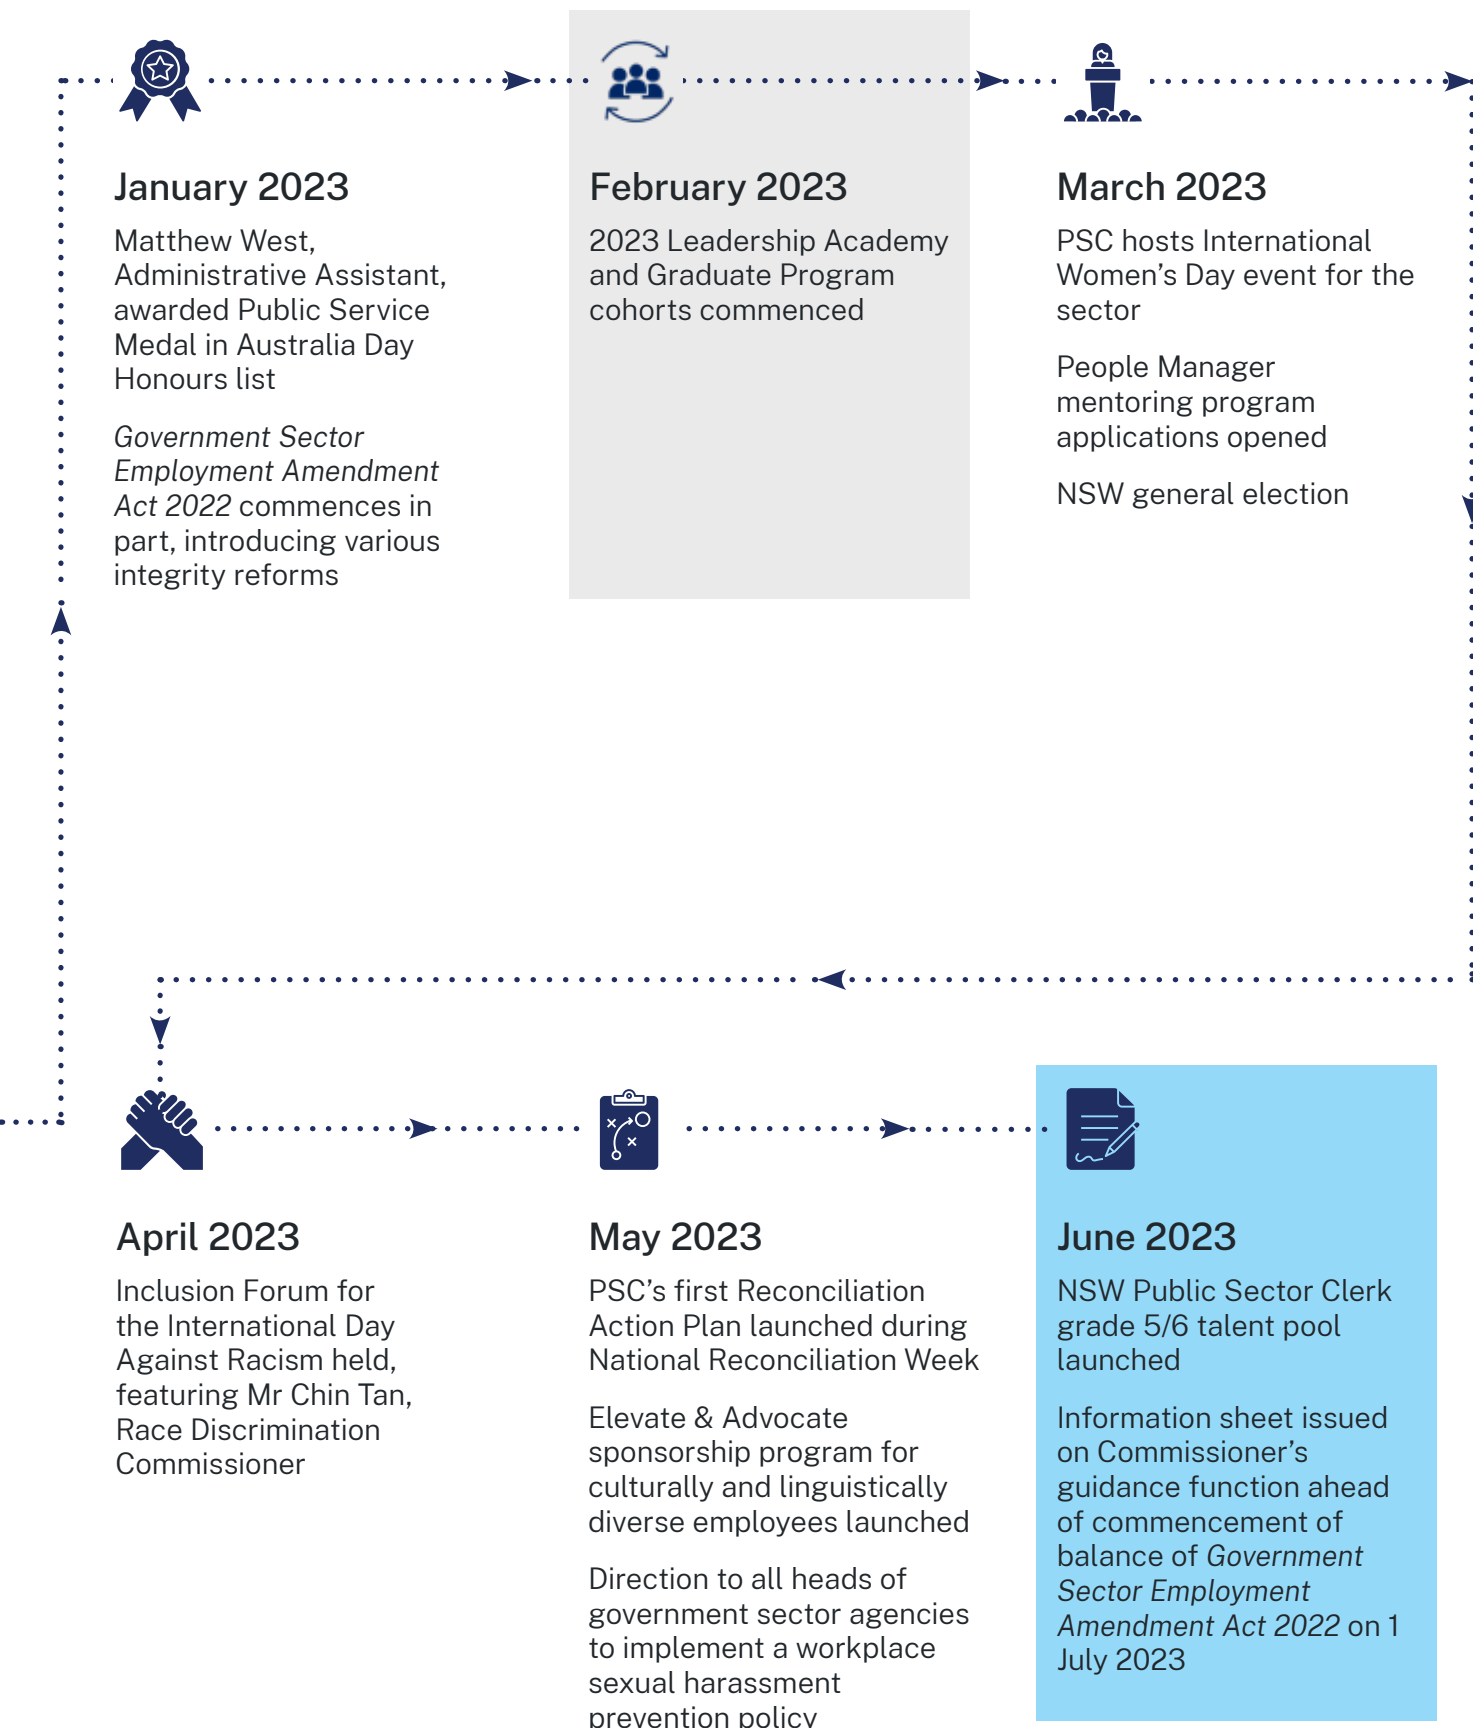 January 2023
Matthew West,
Administrative Assistant,
awarded Public Service
Medal in Australia Day
Honours list
Government Sector
Employment Amendment
Act 2022 commences in
part, introducing various
integrity reforms
February 2023
2023 Leadership Academy
and Graduate Program
cohorts commenced
March 2023
PSC hosts International
Women’s Day event for the
sector
People Manager
mentoring program
applications opened
NSW general election
April 2023
Inclusion Forum for
the International Day
Against Racism held,
featuring Mr Chin Tan,
Race Discrimination
Commissioner
May 2023
PSC’s first Reconciliation
Action Plan launched during
National Reconciliation Week
Elevate & Advocate
sponsorship program for
culturally and linguistically
diverse employees launched
Direction to all heads of
government sector agencies
to implement a workplace
sexual harassment
prevention policy
June 2023
NSW Public Sector Clerk
grade 5/6 talent pool
launched
Information sheet issued
on Commissioner’s
guidance function ahead
of commencement of
balance of Government
Sector Employment
Amendment Act 2022 on 1
July 2023